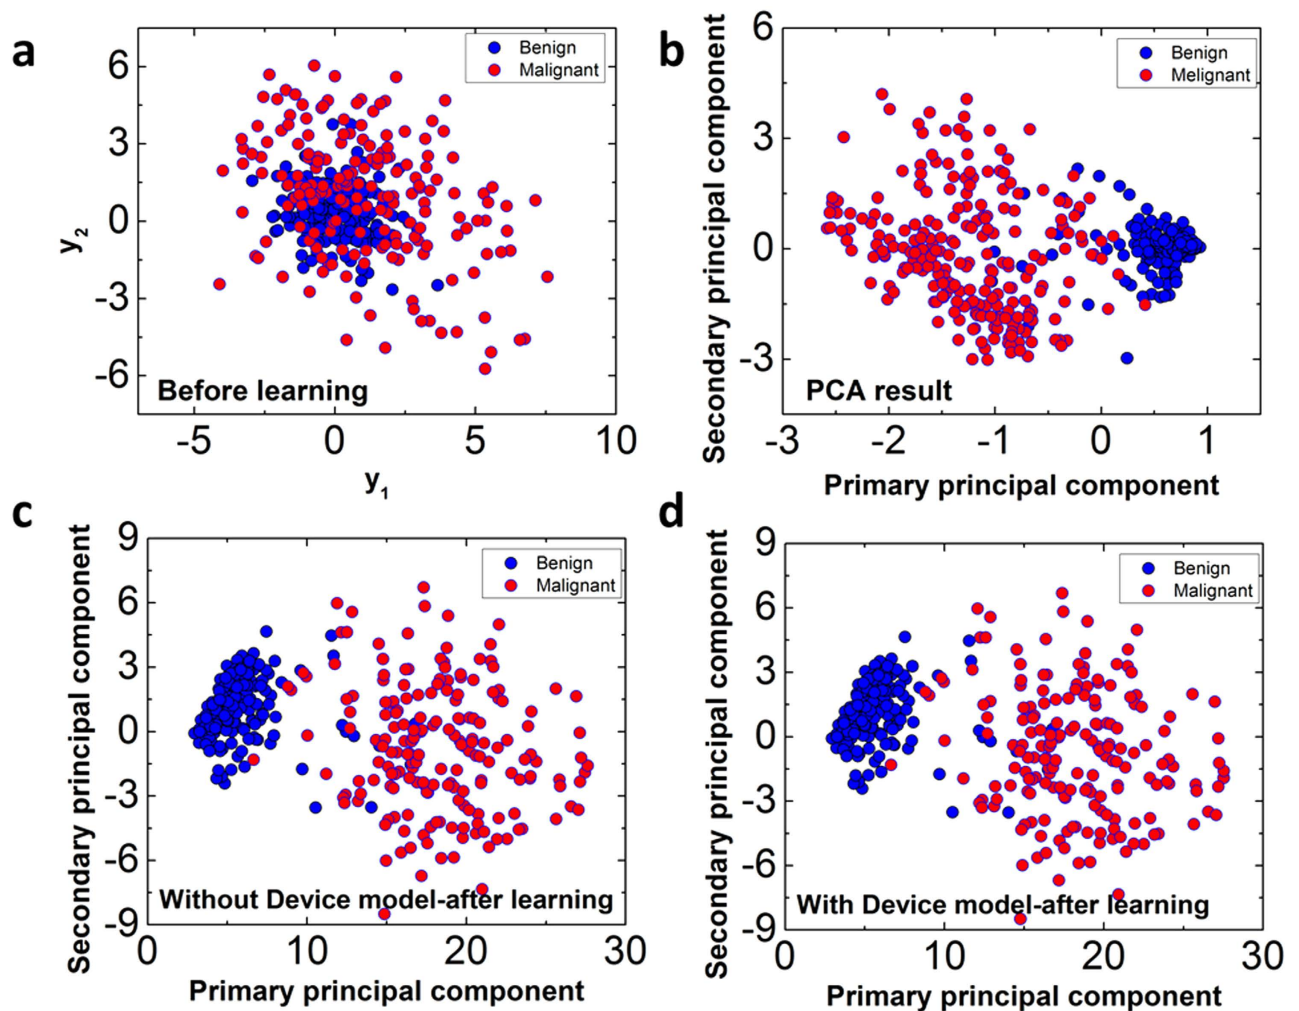 a
Benign
Malignant
6
3
0
-3
-6
y2
Before learning
-5
0
5
10
y1
b
Benign
Melignant
6
3
0
-3
Secondary principal component
PCA result
-3
-2
-1
0
1
Primary principal component
c
Benign
Malignant
9
6
3
0
-3
-6
-9
Secondary principal component
Without Device model-after learning
0
10
20
30
Primary principal component
d
Benign
Malignant
9
6
3
0
-3
-6
-9
Secondary principal component
With Device model-after learning
0
10
20
30
Primary principal component